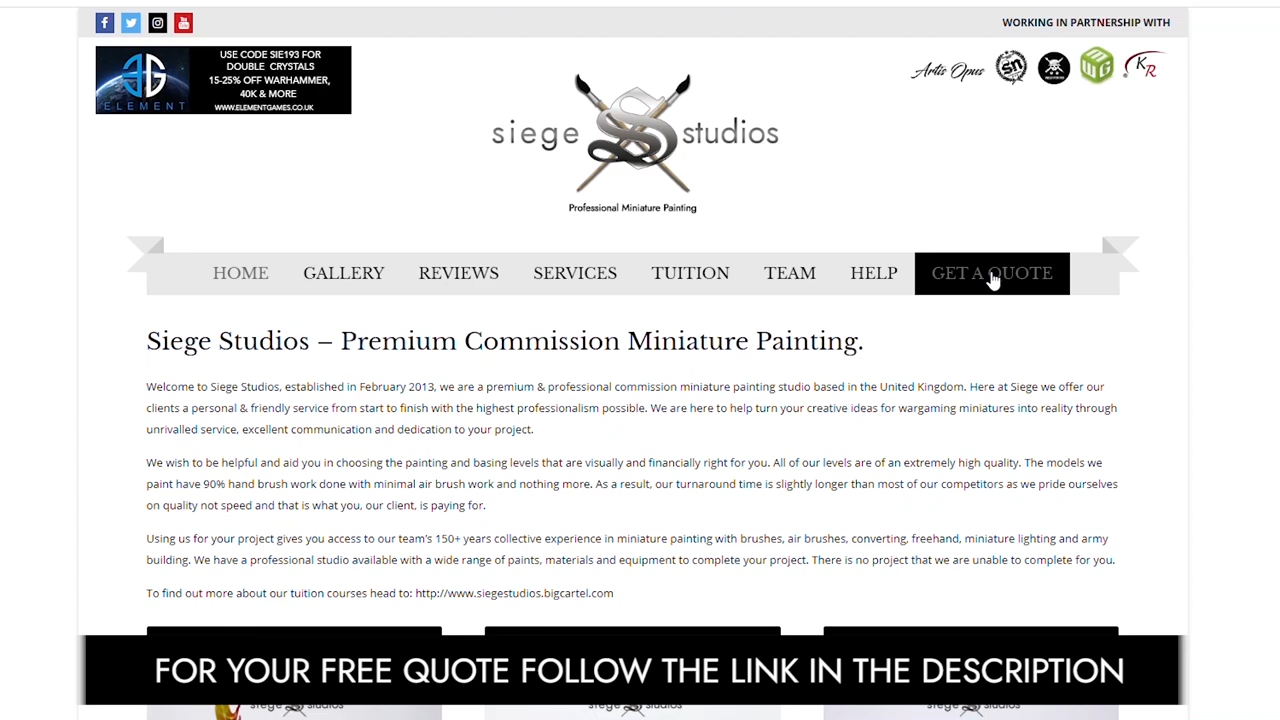 WORKING IN PARTNERSHIP WITH
USE CODE SIE193 FOR
DOUBLE CRYSTALS
15-25% OFF WARHAMMER,
40K & MORE
WWW.ELEMENTGAMES.CO.UK
ELEMENT
Artis Opus
KR
siege studios
Professional Miniature Painting
HOME GALLERY REVIEWS SERVICES TUITION TEAM HELP GET A QUOTE
Siege Studios – Premium Commission Miniature Painting.
Welcome to Siege Studios, established in February 2013, we are a premium & professional commission miniature painting studio based in the United Kingdom. Here at Siege we offer our
clients a personal & friendly service from start to finish with the highest professionalism possible. We are here to help turn your creative ideas for wargaming miniatures into reality through
unrivalled service, excellent communication and dedication to your project.
We wish to be helpful and aid you in choosing the painting and basing levels that are visually and financially right for you. All of our levels are of an extremely high quality. The models we
paint have 90% hand brush work done with minimal air brush work and nothing more. As a result, our turnaround time is slightly longer than most of our competitors as we pride ourselves
on quality not speed and that is what you, our client, is paying for.
Using us for your project gives you access to our team's 150+ years collective experience in miniature painting with brushes, air brushes, converting, freehand, miniature lighting and army
building. We have a professional studio available with a wide range of paints, materials and equipment to complete your project. There is no project that we are unable to complete for you.
To find out more about our tuition courses head to: http://www.siegestudios.bigcartel.com
FOR YOUR FREE QUOTE FOLLOW THE LINK IN THE DESCRIPTION